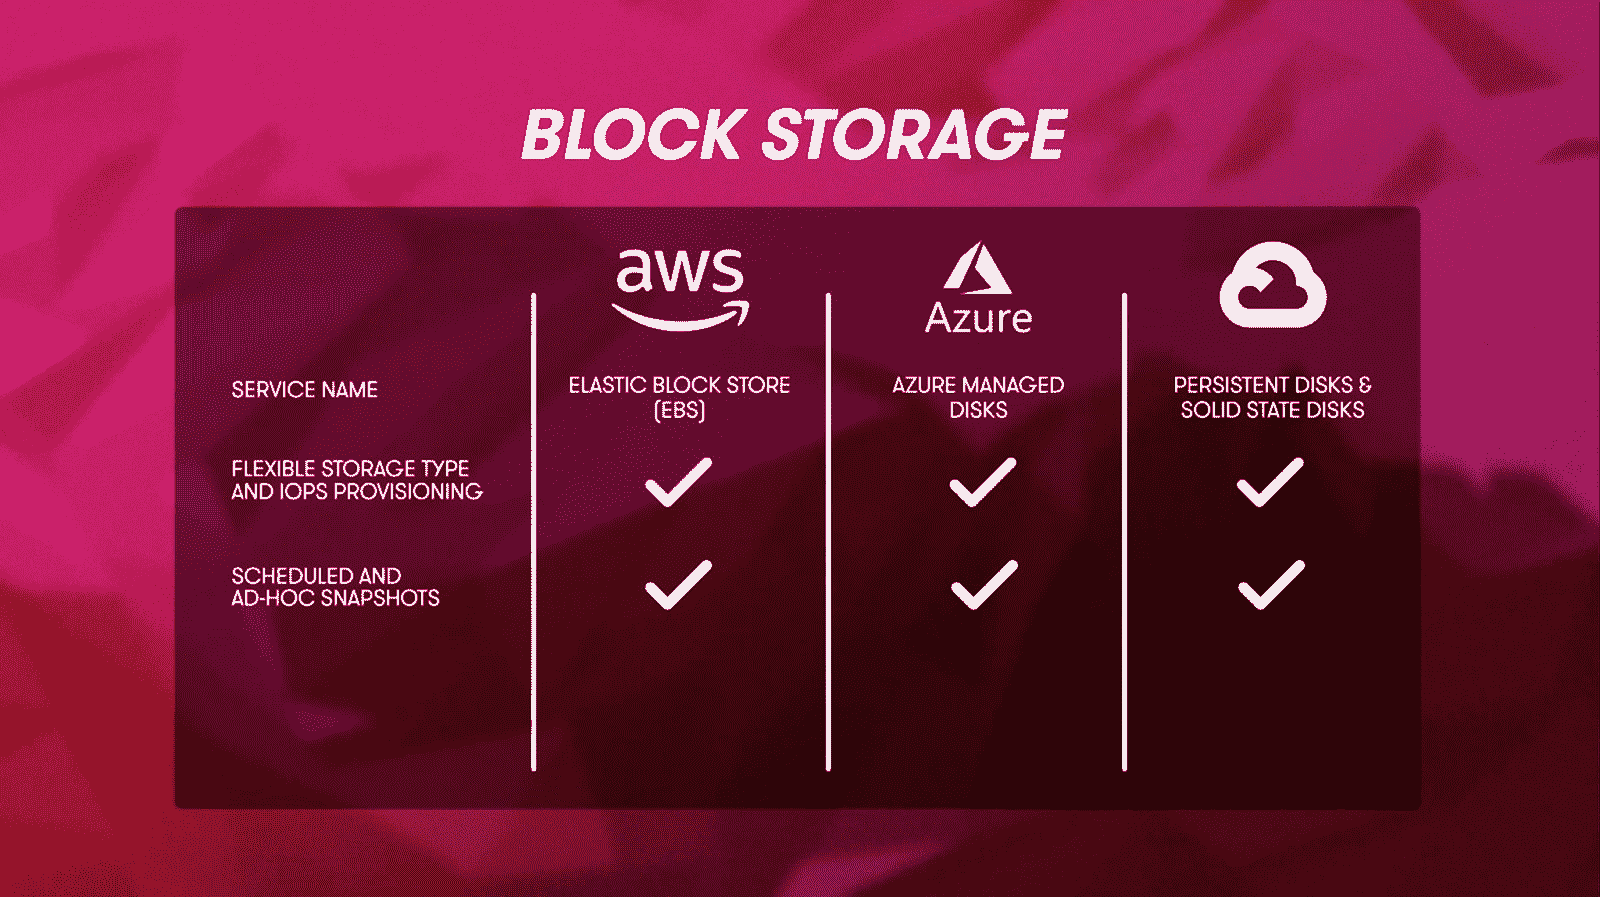 BLOCK STORAGE
aws
Azure
SERVICE NAME
ELASTIC BLOCK STORE
(EBS)
AZURE MANAGED
DISKS
PERSISTENT DISKS &
SOLID STATE DISKS
FLEXIBLE STORAGE TYPE
AND IOPS PROVISIONING
SCHEDULED AND
AD-HOC SNAPSHOTS